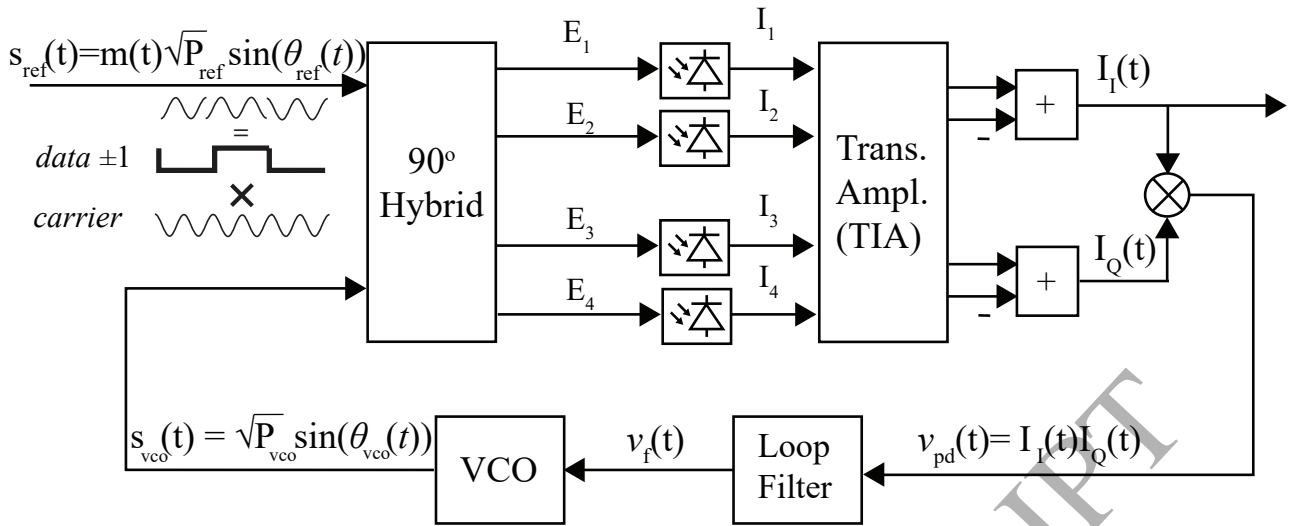 s_ref(t)=m(t)√P_ref sin(θ_ref(t))
=
data ±1
×
carrier
90° Hybrid
E_1
E_2
E_3
E_4
I_1
I_2
I_3
I_4
Trans.
Ampl.
(TIA)
+
-
I_I(t)
+
-
I_Q(t)
s_vco(t) = √P_vco sin(θ_vco(t))
VCO
v_f(t)
Loop
Filter
v_pd(t)= I_I(t)I_Q(t)